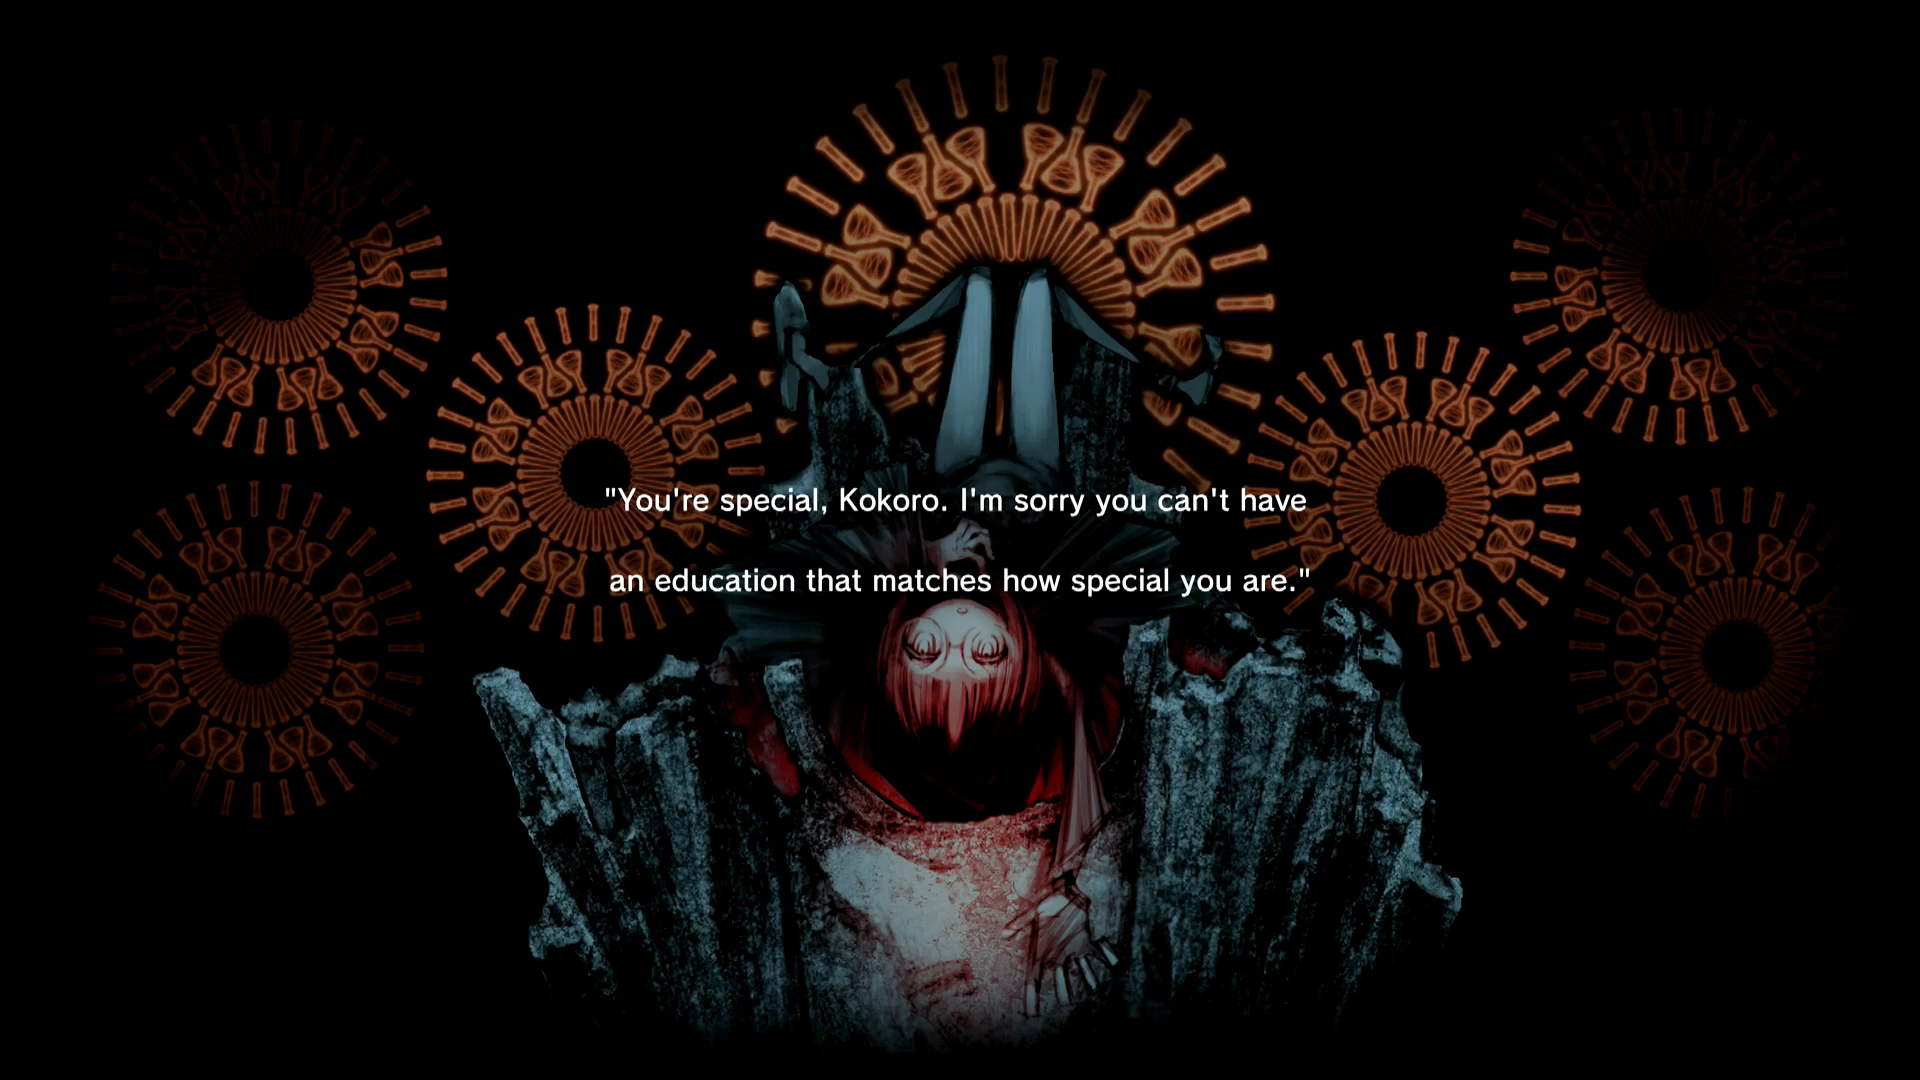 "You're special, Kokoro. I'm sorry you can't have
an education that matches how special you are."